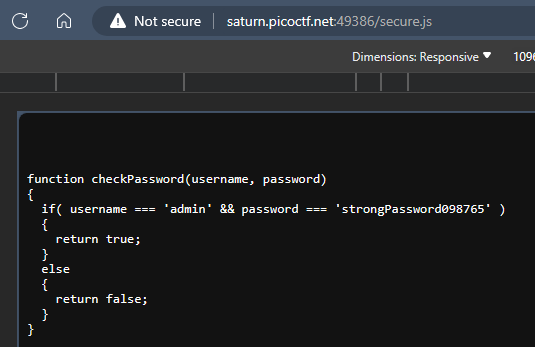 Not secure saturn.picoctf.net:49386/secure.js
Dimensions: Responsive 1096
function checkPassword(username, password)
{
  if( username === 'admin' && password === 'strongPassword098765' )
  {
    return true;
  }
  else
  {
    return false;
  }
}